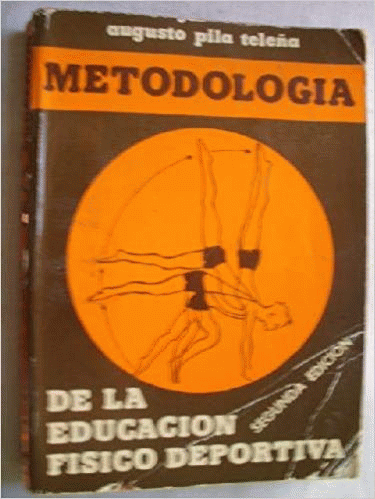 augusto pila teleña
METODOLOGIA
DE LA
EDUCACION
FISICO DEPORTIVA
SEGUNDA EDICION